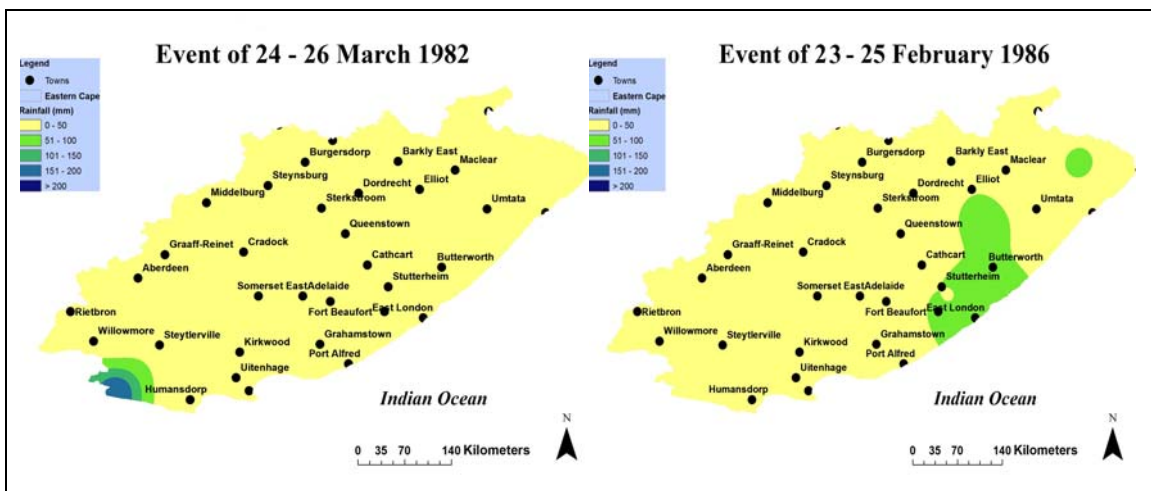 Event of 24 - 26 March 1982
Legend
Towns
Eastern Cape
Rainfall (mm)
0 - 50
51 - 100
101 - 150
151 - 200
> 200
Burgersdorp
Barkly East
Maclear
Steynsburg
Dordrecht
Elliot
Middelburg
Sterkstroom
Umtata
Queenstown
Graaff-Reinet
Cradock
Cathcart
Butterworth
Aberdeen
Stutterheim
Somerset East
Adelaide
Rietbron
Fort Beaufort
East London
Willowmore
Steytlerville
Kirkwood
Grahamstown
Port Alfred
Uitenhage
Humansdorp
Indian Ocean
N
0 35 70 140 Kilometers
Event of 23 - 25 February 1986
Legend
Towns
Eastern Cape
Rainfall (mm)
0 - 50
51 - 100
101 - 150
151 - 200
> 200
Burgersdorp
Barkly East
Maclear
Steynsburg
Dordrecht
Elliot
Middelburg
Sterkstroom
Umtata
Queenstown
Graaff-Reinet
Cradock
Cathcart
Butterworth
Aberdeen
Stutterheim
Somerset East
Adelaide
Rietbron
Fort Beaufort
East London
Willowmore
Steytlerville
Kirkwood
Grahamstown
Port Alfred
Uitenhage
Humansdorp
Indian Ocean
N
0 35 70 140 Kilometers